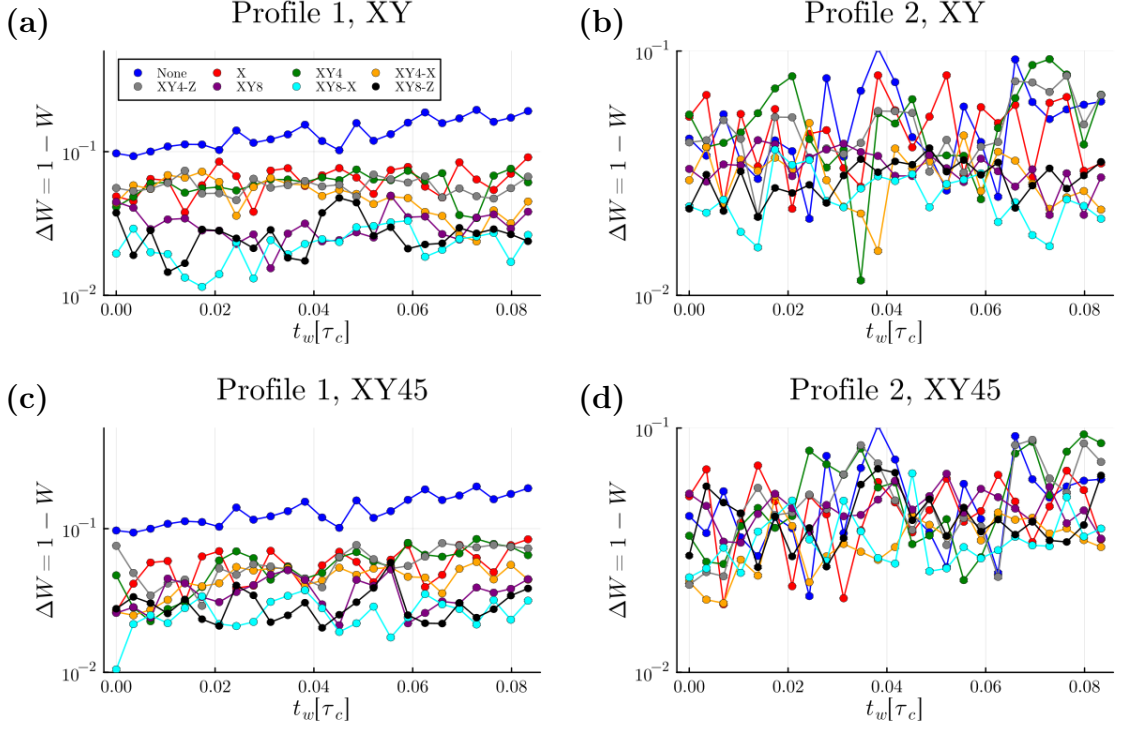 (a) Profile 1, XY
ΔW = 1 − W
10⁻¹
10⁻²
None X XY4 XY4-X
XY4-Z XY8 XY8-X XY8-Z
0.00 0.02 0.04 0.06 0.08
t_w[τ_c]
(b) Profile 2, XY
ΔW = 1 − W
10⁻¹
10⁻²
0.00 0.02 0.04 0.06 0.08
t_w[τ_c]
(c) Profile 1, XY45
ΔW = 1 − W
10⁻¹
10⁻²
0.00 0.02 0.04 0.06 0.08
t_w[τ_c]
(d) Profile 2, XY45
ΔW = 1 − W
10⁻¹
10⁻²
0.00 0.02 0.04 0.06 0.08
t_w[τ_c]